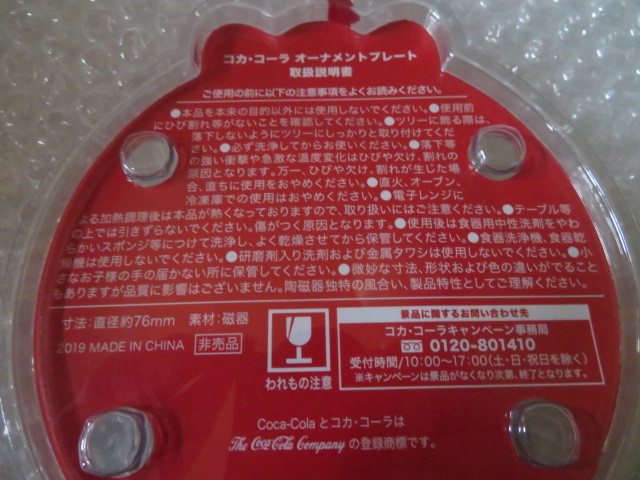 コカ・コーラ オーナメントプレート
取扱説明書
ご使用の前に以下の注意事項をよくお読みください。
●本品を本来の目的以外には使用しないでください。●使用前
にひび割れ等がないことを確認してください。●ツリーに飾る際は、
落下しないようにツリーにしっかりと取り付けてくだ
さい。●必ず洗浄してからお使いください。●落下等
の強い衝撃や急激な温度変化はひびや欠け、割れの
原因となります。万一、ひびや欠け、割れが生じた場
合、直ちに使用をおやめください。●直火、オーブン、
冷凍庫での使用はおやめください。●電子レンジに
よる加熱調理後は本品が熱くなっておりますので、取り扱いにはご注意ください。●テーブル等
の上では引きずらないでください。傷がつく原因となります。●使用後は食器用中性洗剤をやわ
らかいスポンジ等につけて洗浄し、よく乾燥させてから保管してください。●食器洗浄機、食器乾
燥機は使用しないでください。●研磨剤入り洗剤および金属タワシは使用しないでください。●小
さなお子様の手の届かない所に保管してください。●微妙な寸法、形状および色の違いがでること
もありますが品質に影響はございません。陶磁器独特の風合い、製品特性としてご理解ください。
寸法:直径約76mm 素材:磁器
2019 MADE IN CHINA 非売品
われもの注意
景品に関するお問い合わせ先
コカ・コーラキャンペーン事務局
0120-801410
受付時間/10:00~17:00(土・日・祝日を除く)
※キャンペーンは景品がなくなり次第、終了となります。
Coca-Cola とコカ・コーラは
The Coca-Cola Company の登録商標です。